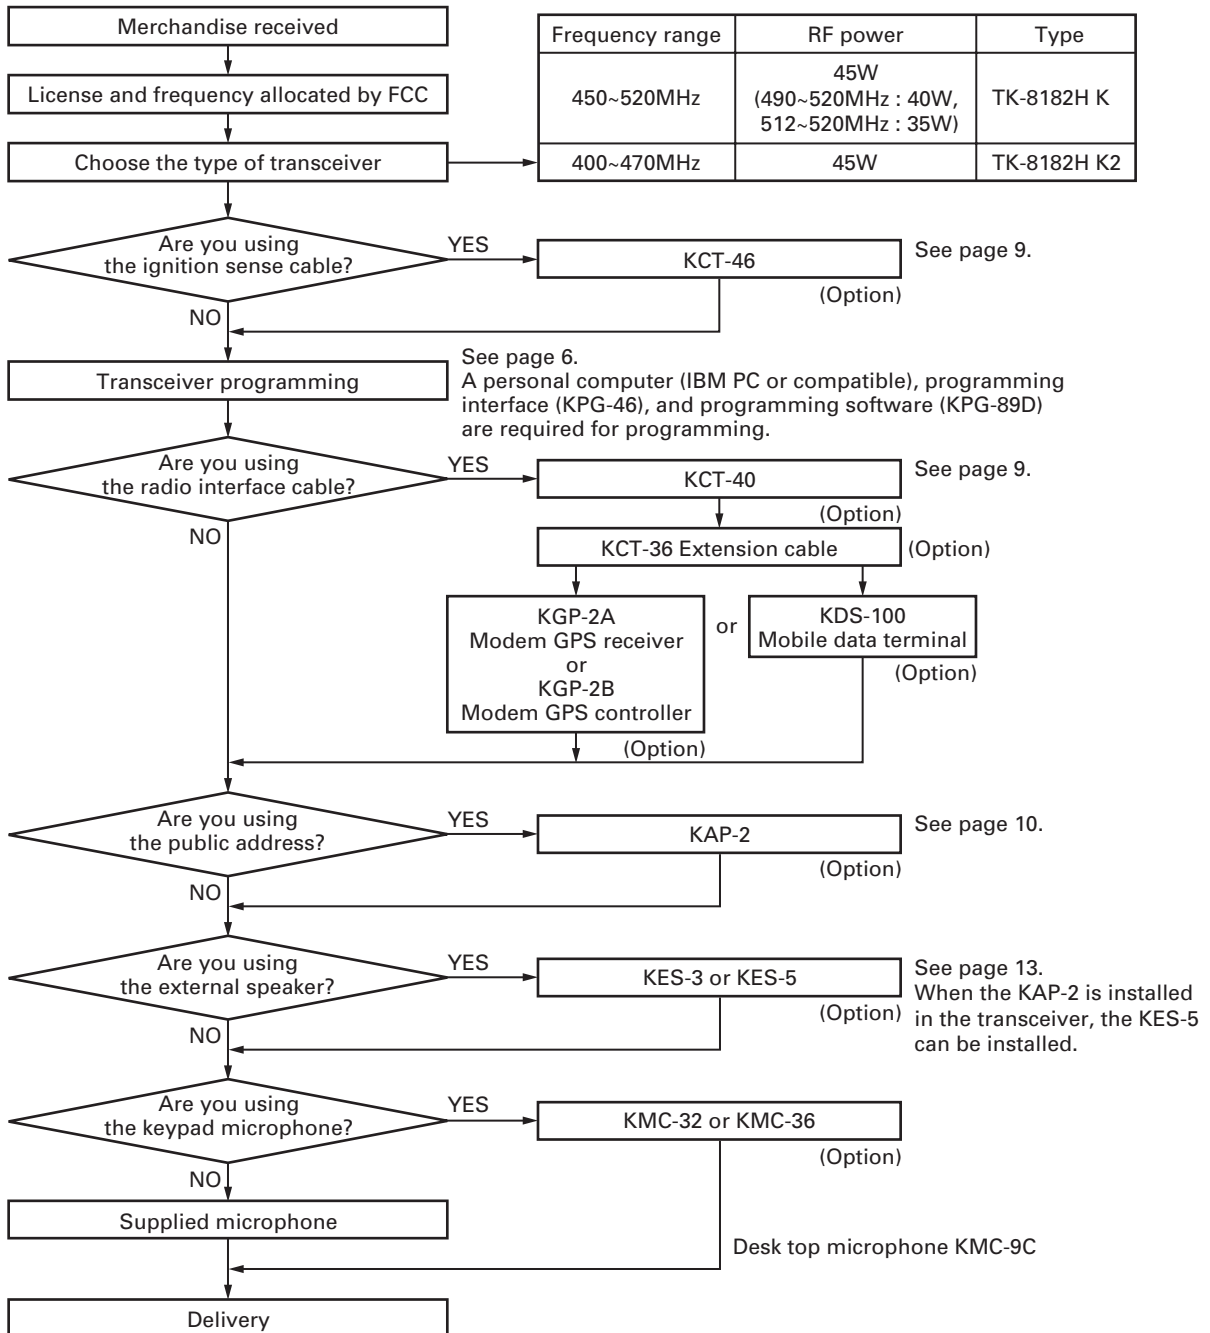 Merchandise received
License and frequency allocated by FCC
Choose the type of transceiver
Frequency range RF power Type
450~520MHz 45W (490~520MHz : 40W, 512~520MHz : 35W) TK-8182H K
400~470MHz 45W TK-8182H K2
Are you using
the ignition sense cable?
YES
KCT-46
See page 9.
(Option)
NO
Transceiver programming
See page 6.
A personal computer (IBM PC or compatible), programming
interface (KPG-46), and programming software (KPG-89D)
are required for programming.
Are you using
the radio interface cable?
YES
KCT-40
See page 9.
(Option)
NO
KCT-36 Extension cable
(Option)
KGP-2A
Modem GPS receiver
or
KGP-2B
Modem GPS controller
(Option)
or
KDS-100
Mobile data terminal
(Option)
Are you using
the public address?
YES
KAP-2
See page 10.
(Option)
NO
Are you using
the external speaker?
YES
KES-3 or KES-5
(Option)
See page 13.
When the KAP-2 is installed
in the transceiver, the KES-5
can be installed.
NO
Are you using
the keypad microphone?
YES
KMC-32 or KMC-36
(Option)
NO
Supplied microphone
Desk top microphone KMC-9C
Delivery